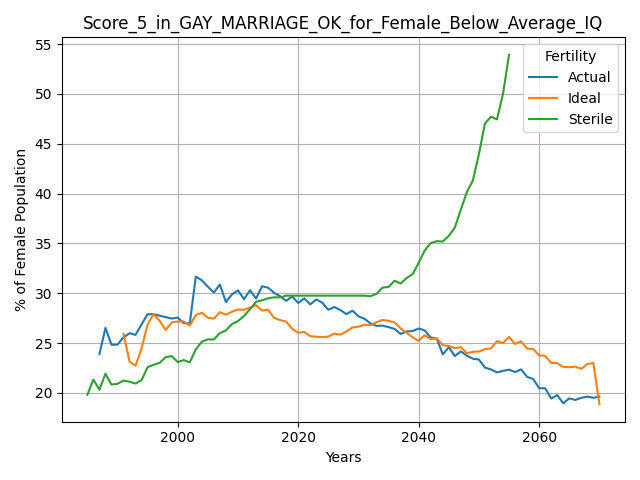 Score_5_in_GAY_MARRIAGE_OK_for_Female_Below_Average_IQ
% of Female Population
55
50
45
40
35
30
25
20
Fertility
Actual
Ideal
Sterile
2000
2020
2040
2060
Years